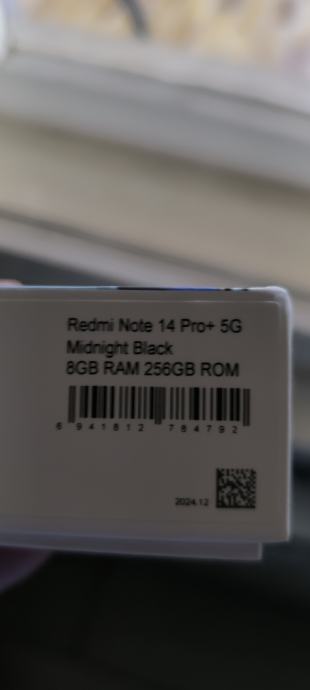 Redmi Note 14 Pro+ 5G
Midnight Black
8GB RAM 256GB ROM
6 941812 784792
2024.12